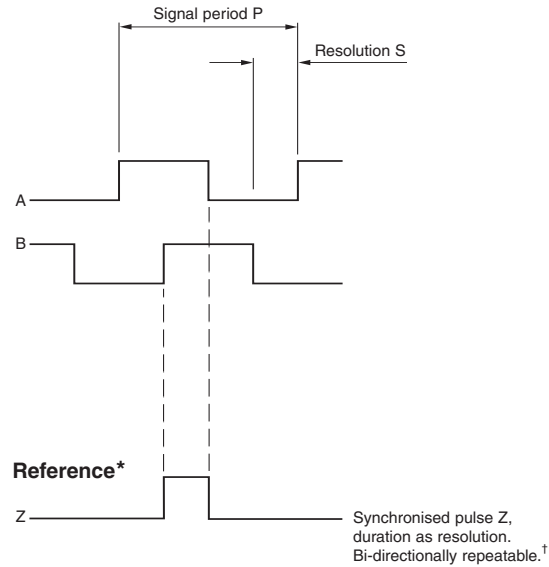 Signal period P
Resolution S
A
B
Reference*
Z
Synchronised pulse Z,
duration as resolution.
Bi-directionally repeatable.†